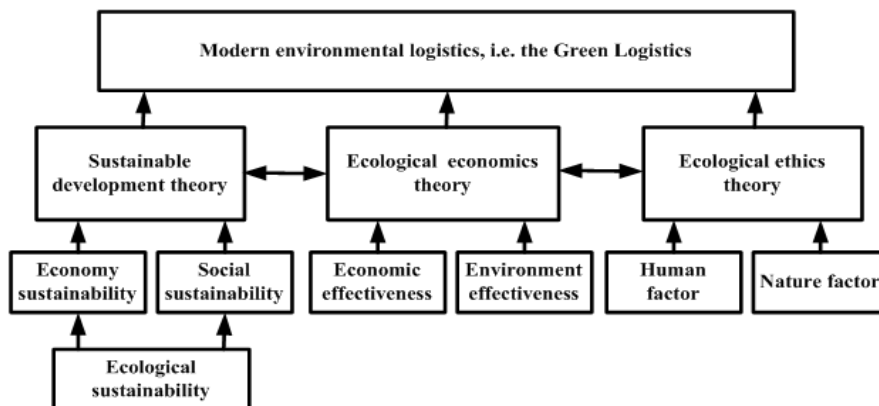 Modern environmental logistics, i.e. the Green Logistics
Sustainable
development theory
Ecological economics
theory
Ecological ethics
theory
Economy
sustainability
Social
sustainability
Economic
effectiveness
Environment
effectiveness
Human
factor
Nature factor
Ecological
sustainability